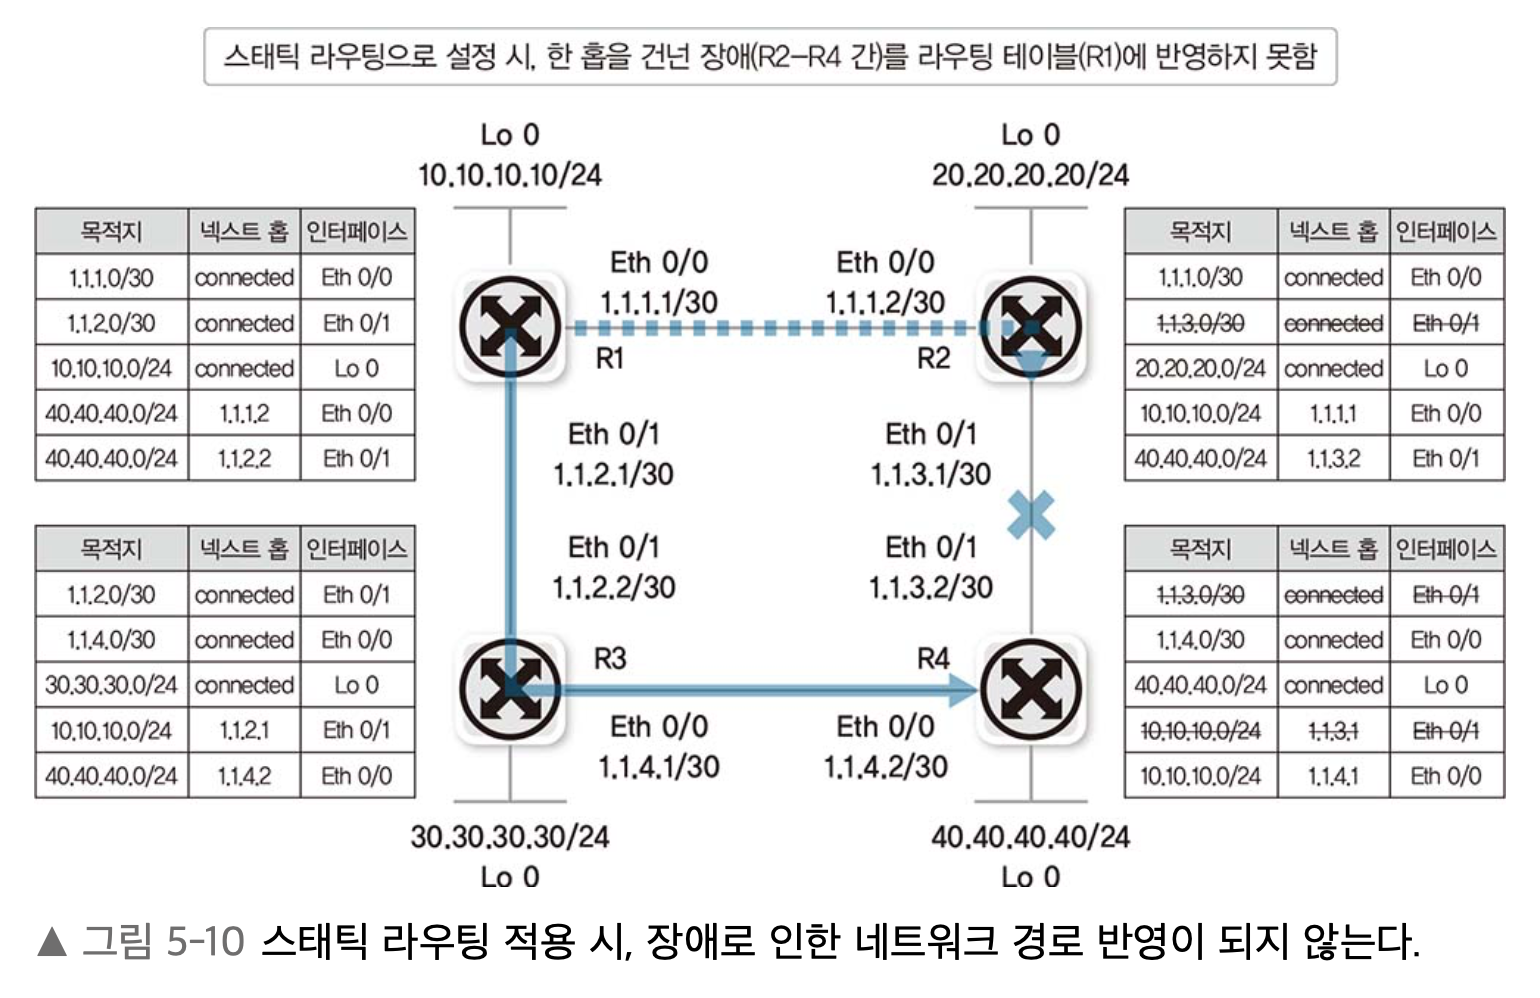 스태틱 라우팅으로 설정 시, 한 홉을 건넌 장애(R2–R4 간)를 라우팅 테이블(R1)에 반영하지 못함
Lo 0
10.10.10.10/24
Lo 0
20.20.20.20/24
목적지 넥스트 홉 인터페이스
1.1.1.0/30 connected Eth 0/0
1.1.2.0/30 connected Eth 0/1
10.10.10.0/24 connected Lo 0
40.40.40.0/24 1.1.1.2 Eth 0/0
40.40.40.0/24 1.1.2.2 Eth 0/1
Eth 0/0
1.1.1.1/30
Eth 0/0
1.1.1.2/30
R1
R2
목적지 넥스트 홉 인터페이스
1.1.1.0/30 connected Eth 0/0
1.1.3.0/30 connected Eth 0/1
20.20.20.0/24 connected Lo 0
10.10.10.0/24 1.1.1.1 Eth 0/0
40.40.40.0/24 1.1.3.2 Eth 0/1
Eth 0/1
1.1.2.1/30
Eth 0/1
1.1.3.1/30
Eth 0/1
1.1.2.2/30
Eth 0/1
1.1.3.2/30
목적지 넥스트 홉 인터페이스
1.1.2.0/30 connected Eth 0/1
1.1.4.0/30 connected Eth 0/0
30.30.30.0/24 connected Lo 0
10.10.10.0/24 1.1.2.1 Eth 0/1
40.40.40.0/24 1.1.4.2 Eth 0/0
R3
R4
Eth 0/0
1.1.4.1/30
Eth 0/0
1.1.4.2/30
목적지 넥스트 홉 인터페이스
1.1.3.0/30 connected Eth 0/1
1.1.4.0/30 connected Eth 0/0
40.40.40.0/24 connected Lo 0
10.10.10.0/24 1.1.3.1 Eth 0/1
10.10.10.0/24 1.1.4.1 Eth 0/0
30.30.30.30/24
Lo 0
40.40.40.40/24
Lo 0
▲ 그림 5-10 스태틱 라우팅 적용 시, 장애로 인한 네트워크 경로 반영이 되지 않는다.